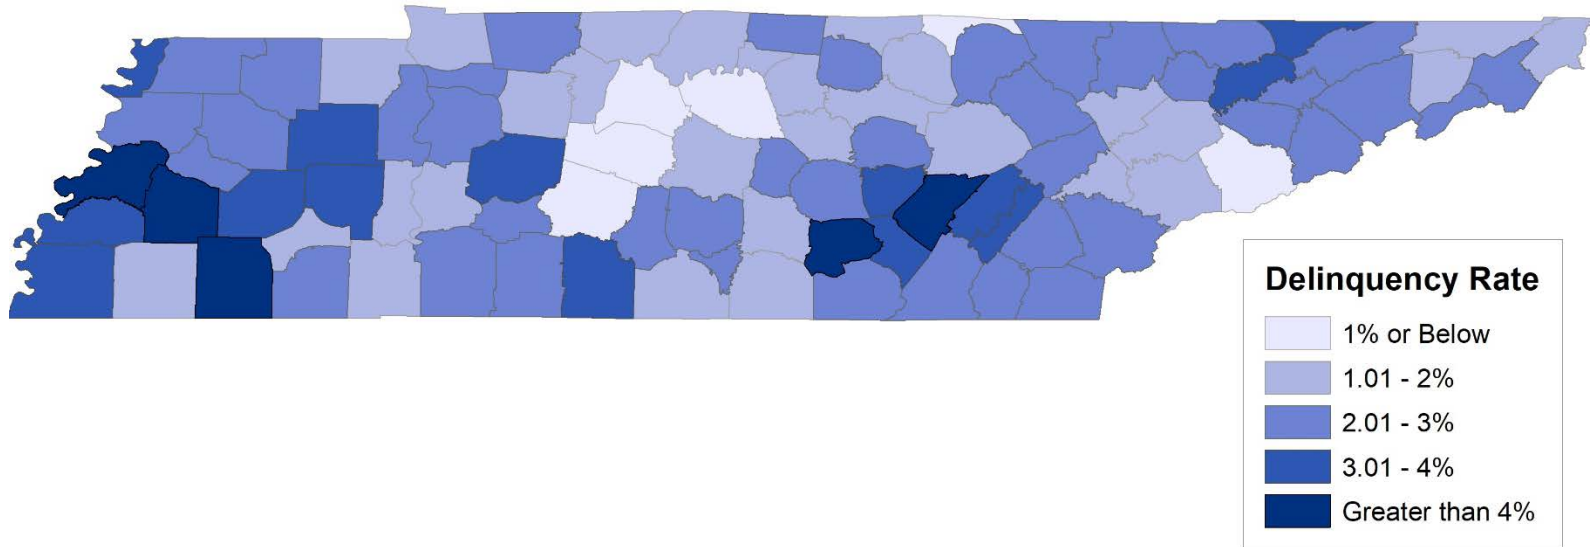 Delinquency Rate
1% or Below
1.01 - 2%
2.01 - 3%
3.01 - 4%
Greater than 4%